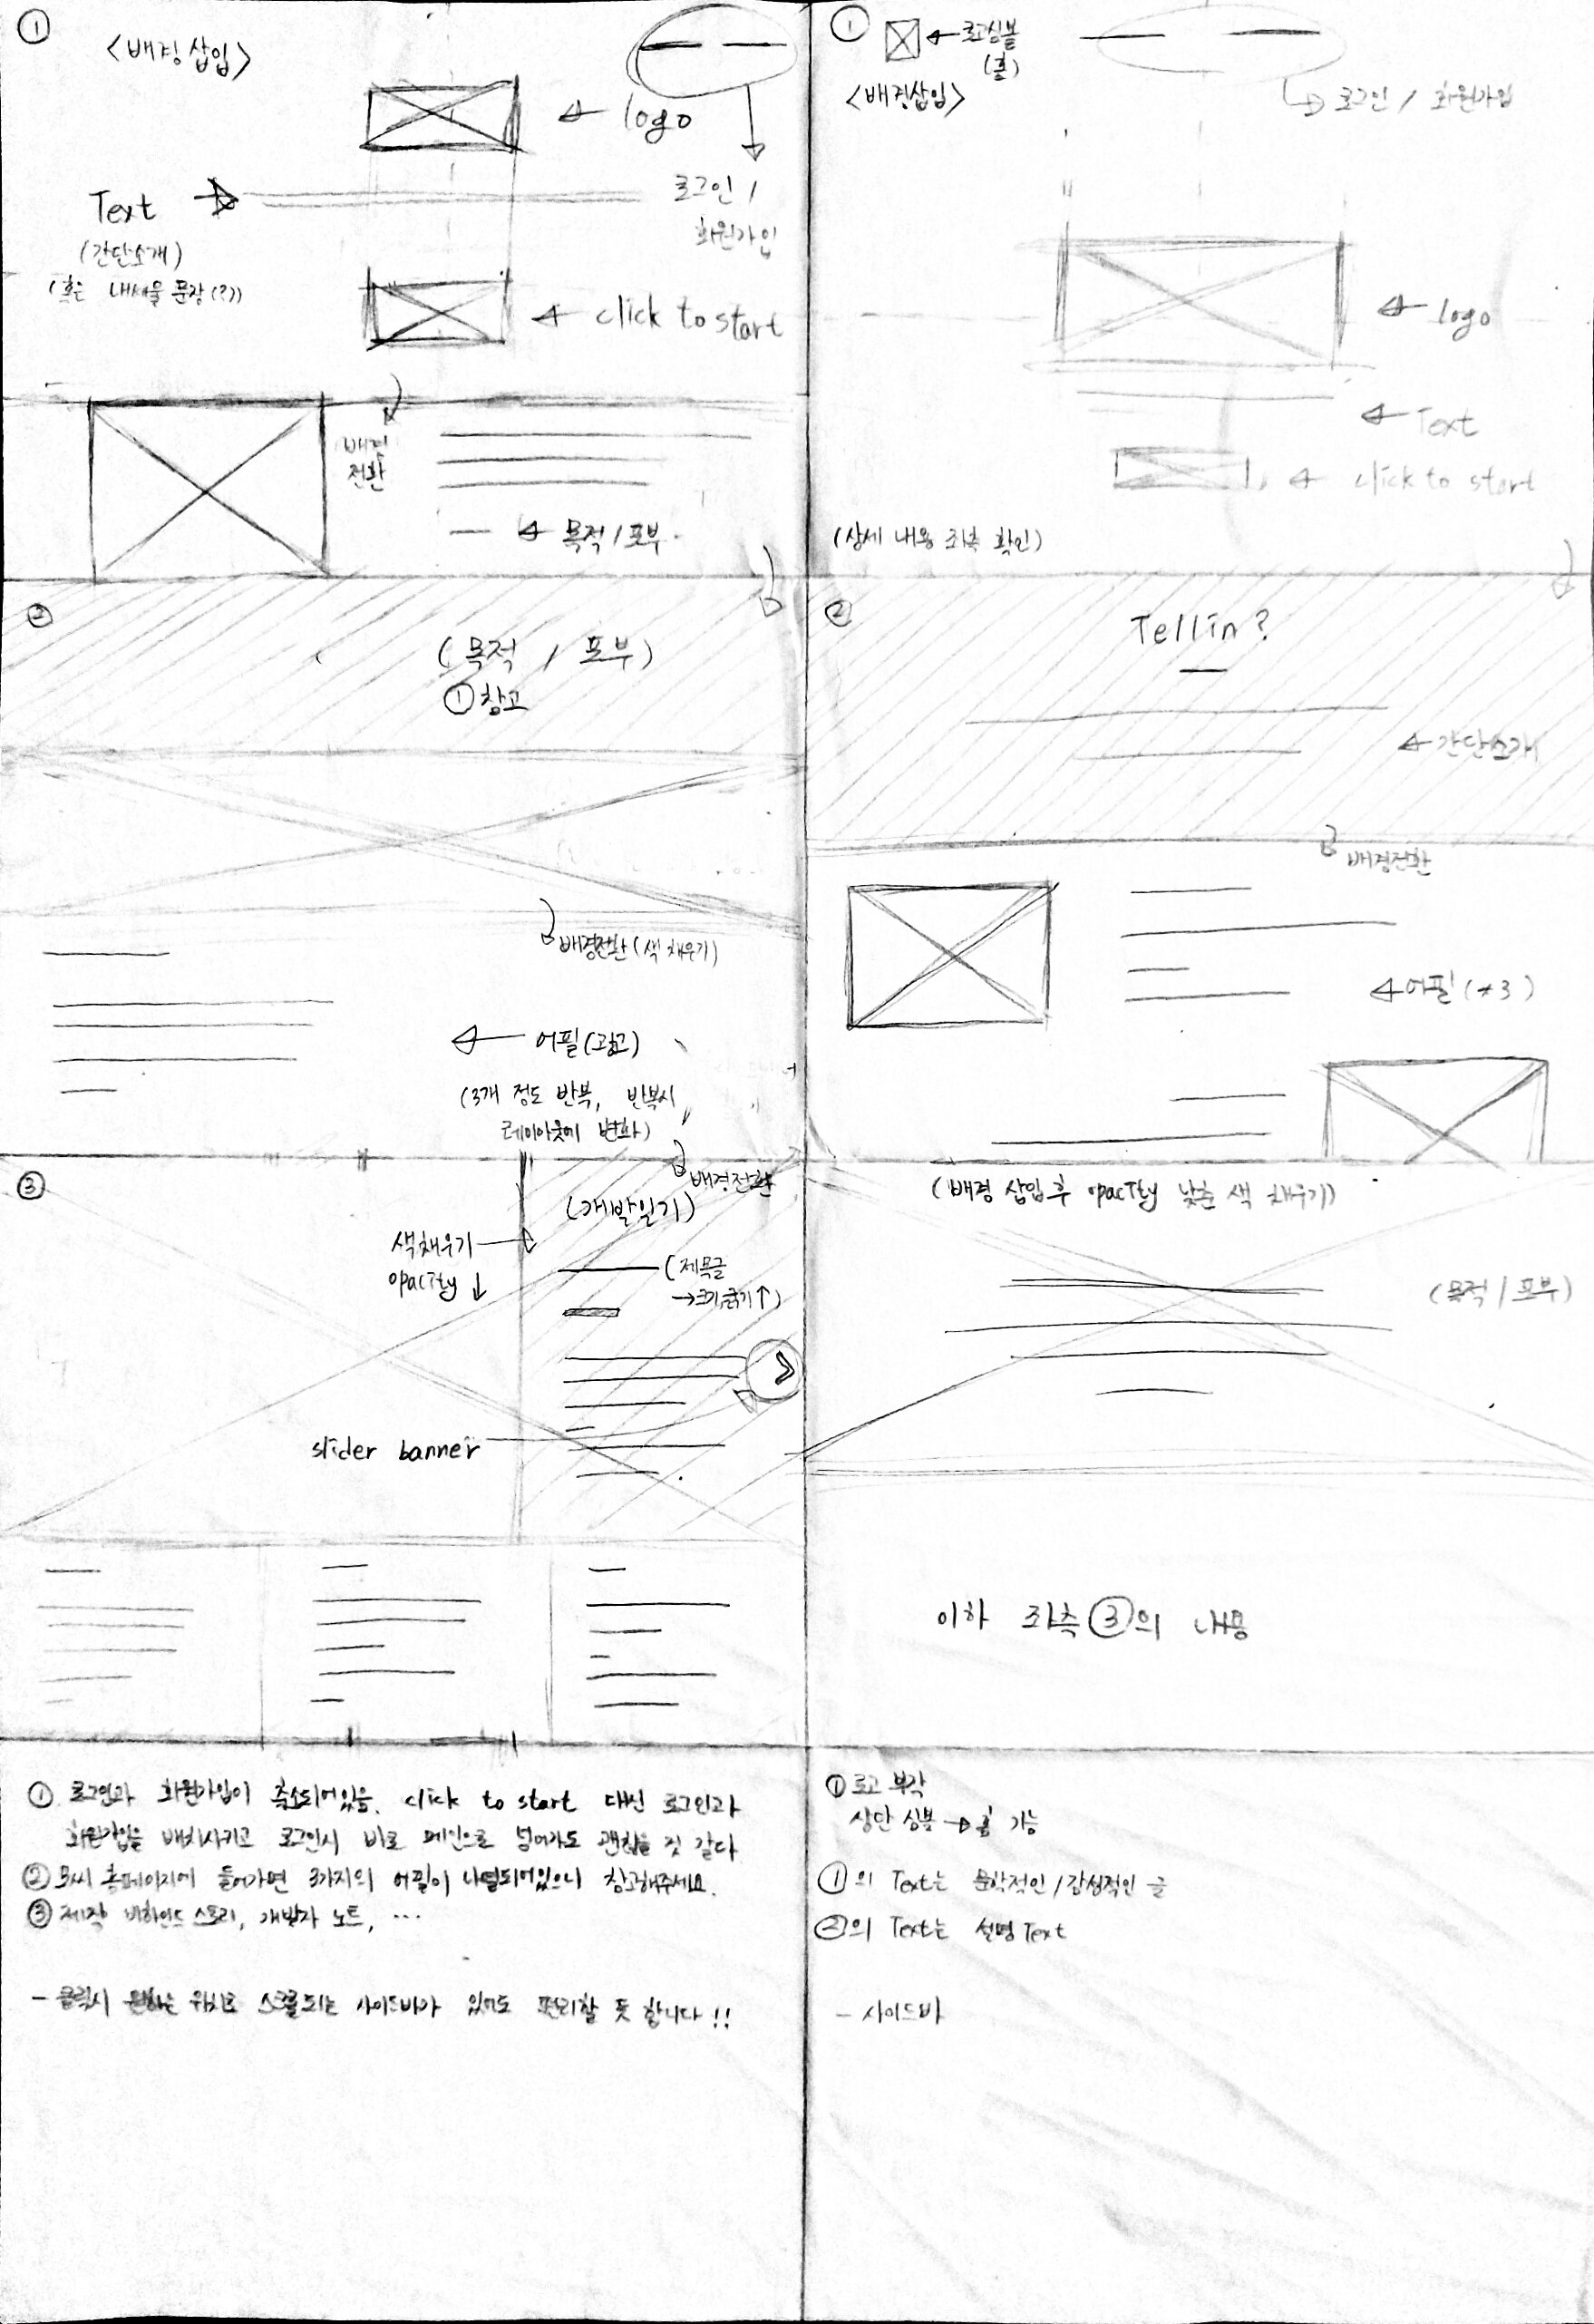 ①
<배경 삽입>
← logo
Text →
(간단소개)
(혹은 내세울 문장(?))
로그인 /
회원가입
← click to start
배경
전환
← 목적 / 포부
②
(목적 / 포부)
① 참고
배경전환 (색 채우기)
← 어필(광고)
(3개 정도 반복, 반복시
레이아웃에 변화)
③
배경전환
(개발일기)
색채우기
opacity ↓
(제목글
→크기,굵기↑)
slider banner
① 로그인과 회원가입이 축소되어있음. click to start 대신 로그인과
회원가입을 배치시키고 로그인시 바로 메인으로 넘어가도 괜찮을 것 같다
② 홈페이지에 들어가면 3가지의 어필이 나열되어있으니 참고해주세요.
③ 제작 비하인드 스토리, 개발자 노트, ...
- 클릭시 원하는 위치로 스크롤되는 사이드바가 있어도 편리할 듯 합니다!!
①
← 로고심볼
(홈)
<배경삽입>
로그인 / 회원가입
← logo
← Text
← click to start
(상세 내용 좌측 확인)
②
Tellin?
← 간단소개
배경전환
← 어필 (*3)
(배경 삽입 후 opacity 낮춘 색 채우기)
(목적 / 포부)
이하 좌측 ③의 내용
① 로고 부각
상단 심볼 → 홈 가능
①의 Text는 문학적인/감성적인 글
②의 Text는 설명 Text
- 사이드바